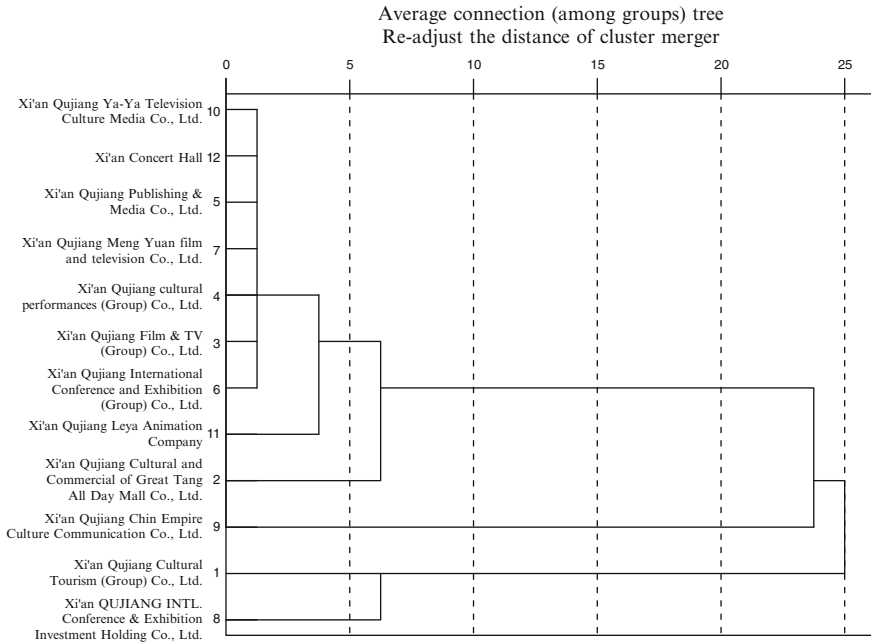 Average connection (among groups) tree
Re-adjust the distance of cluster merger
0 5 10 15 20 25
Xi'an Qujiang Ya-Ya Television
Culture Media Co., Ltd. 10
Xi'an Concert Hall 12
Xi'an Qujiang Publishing &
Media Co., Ltd. 5
Xi'an Qujiang Meng Yuan film
and television Co., Ltd. 7
Xi'an Qujiang cultural
performances (Group) Co., Ltd. 4
Xi'an Qujiang Film & TV
(Group) Co., Ltd. 3
Xi'an Qujiang International
Conference and Exhibition 6
(Group) Co., Ltd.
Xi'an Qujiang Leya Animation 11
Company
Xi'an Qujiang Cultural and
Commercial of Great Tang 2
All Day Mall Co., Ltd.
Xi'an Qujiang Chin Empire 9
Culture Communication Co., Ltd.
Xi'an Qujiang Cultural 1
Tourism (Group) Co., Ltd.
Xi'an QUJIANG INTL.
Conference & Exhibition 8
Investment Holding Co., Ltd.